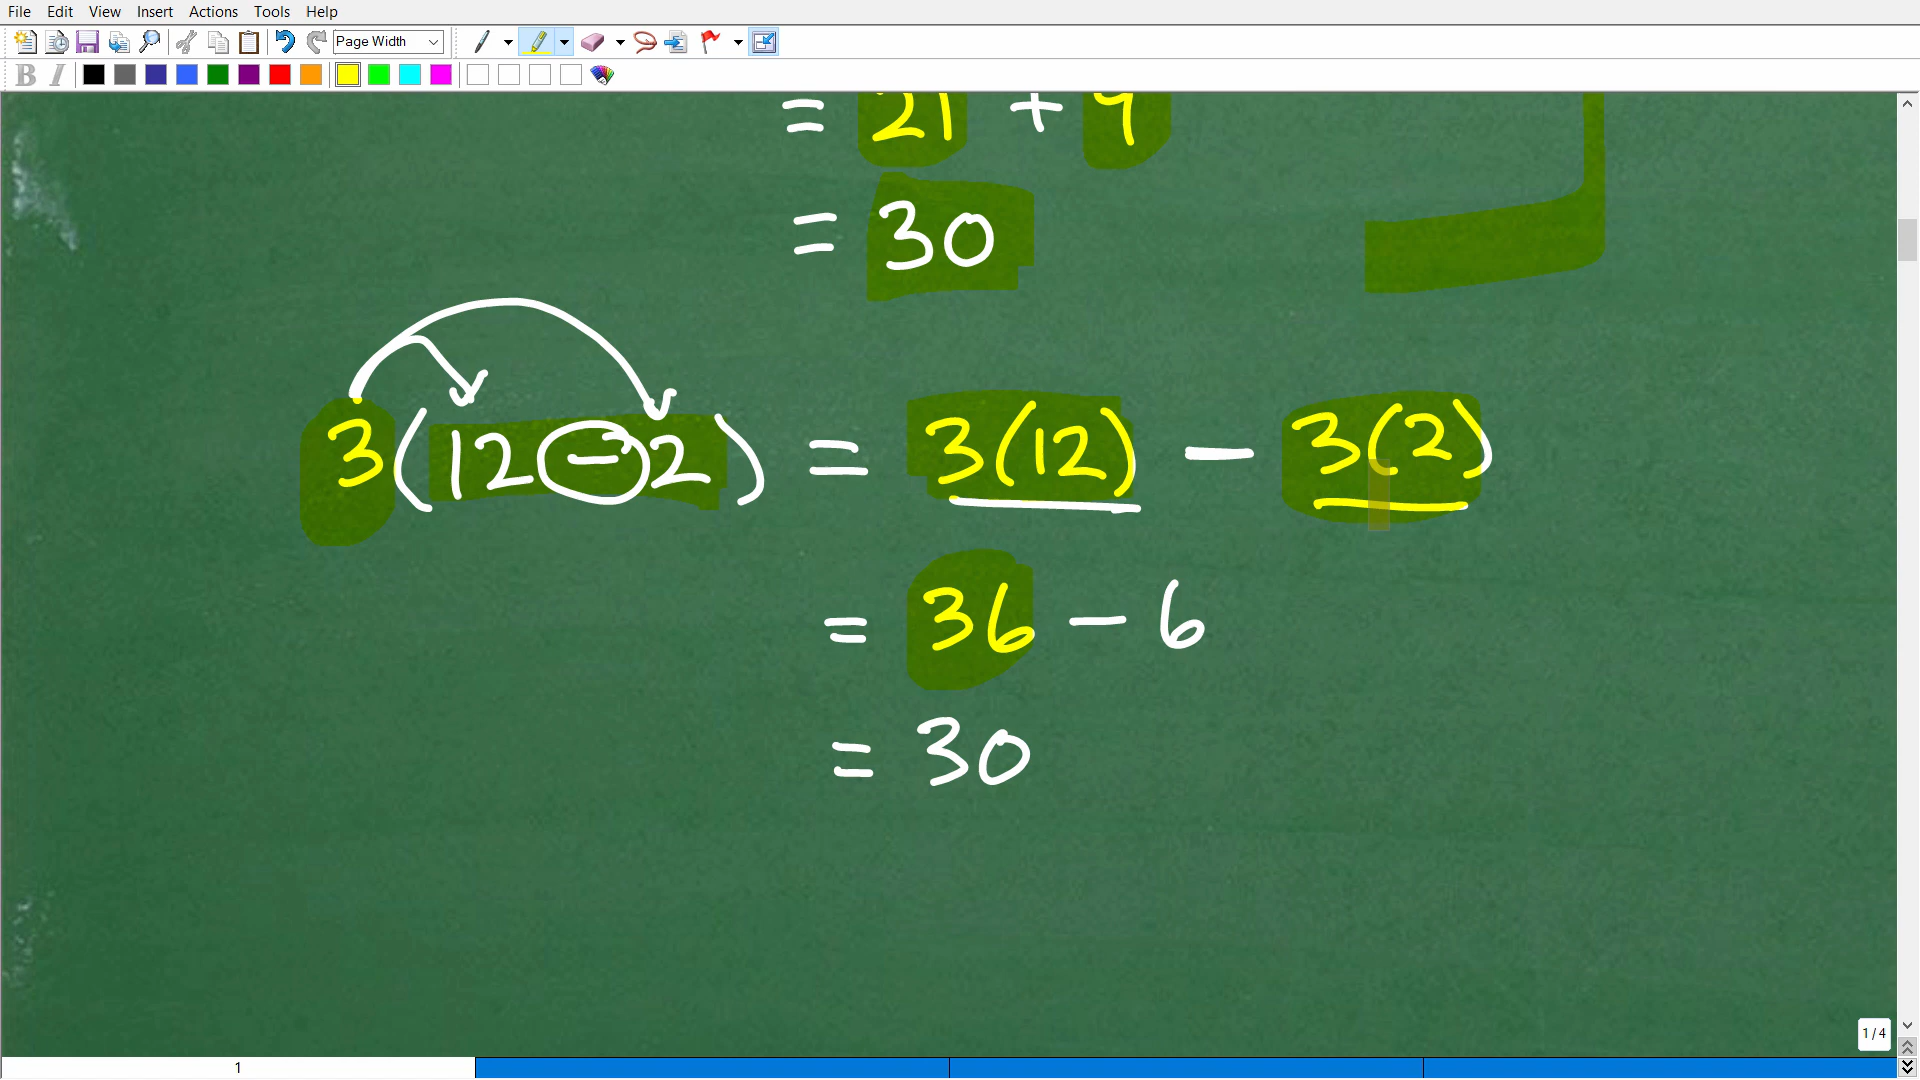 File Edit View Insert Actions Tools Help
Page Width
B I
= 21 + 9
= 30
3(12-2) = 3(12) - 3(2)
= 36 - 6
= 30
1/4
1